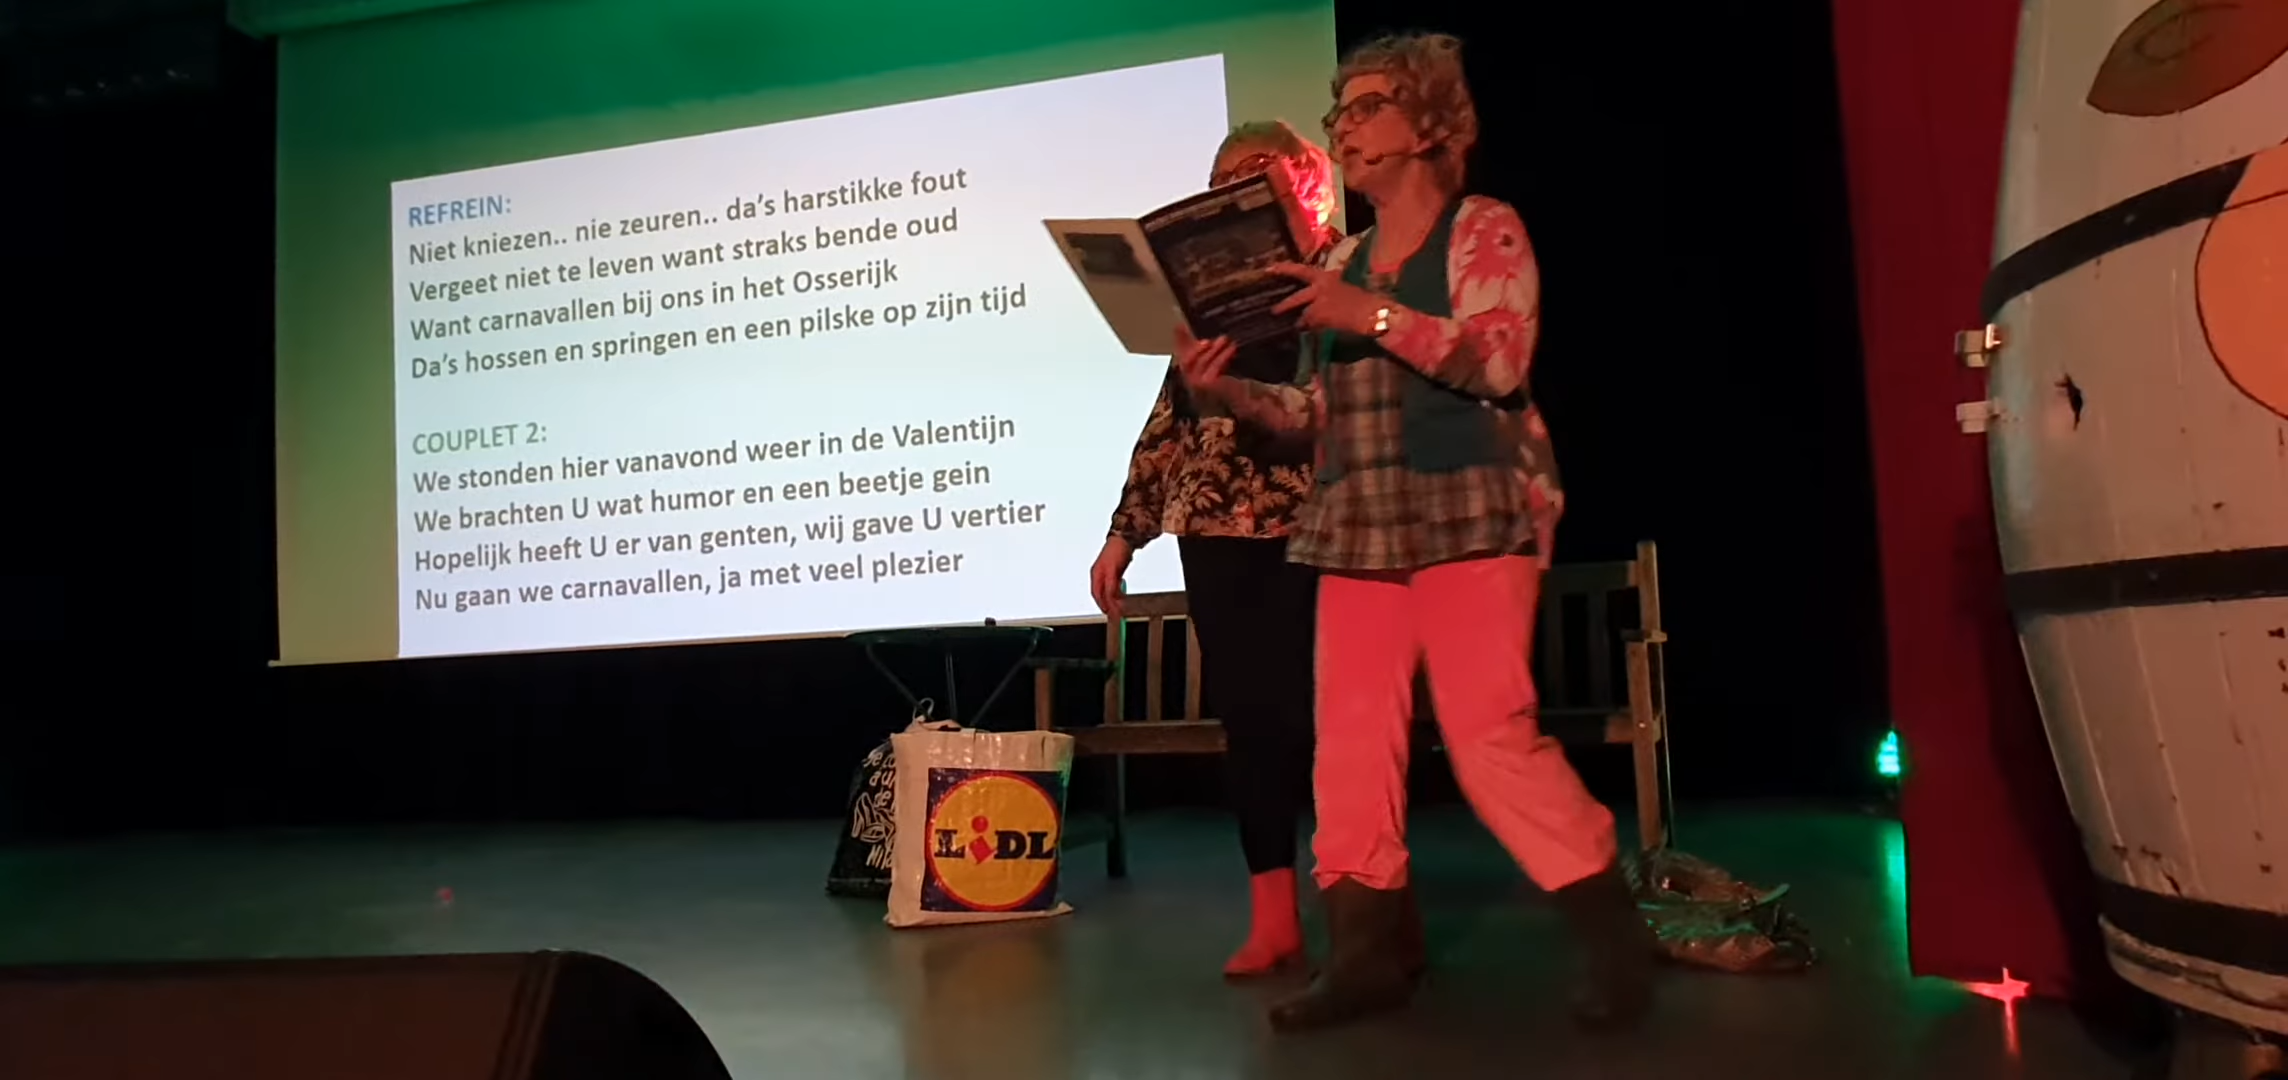 REFREIN:
Niet kniezen.. nie zeuren.. da's harstikke fout
Vergeet niet te leven want straks bende oud
Want carnavallen bij ons in het Osserijk
Da's hossen en springen en een pilske op zijn tijd
COUPLET 2:
We stonden hier vanavond weer in de Valentijn
We brachten U wat humor en een beetje gein
Hopelijk heeft U er van genten, wij gave U vertier
Nu gaan we carnavallen, ja met veel plezier
LiDL